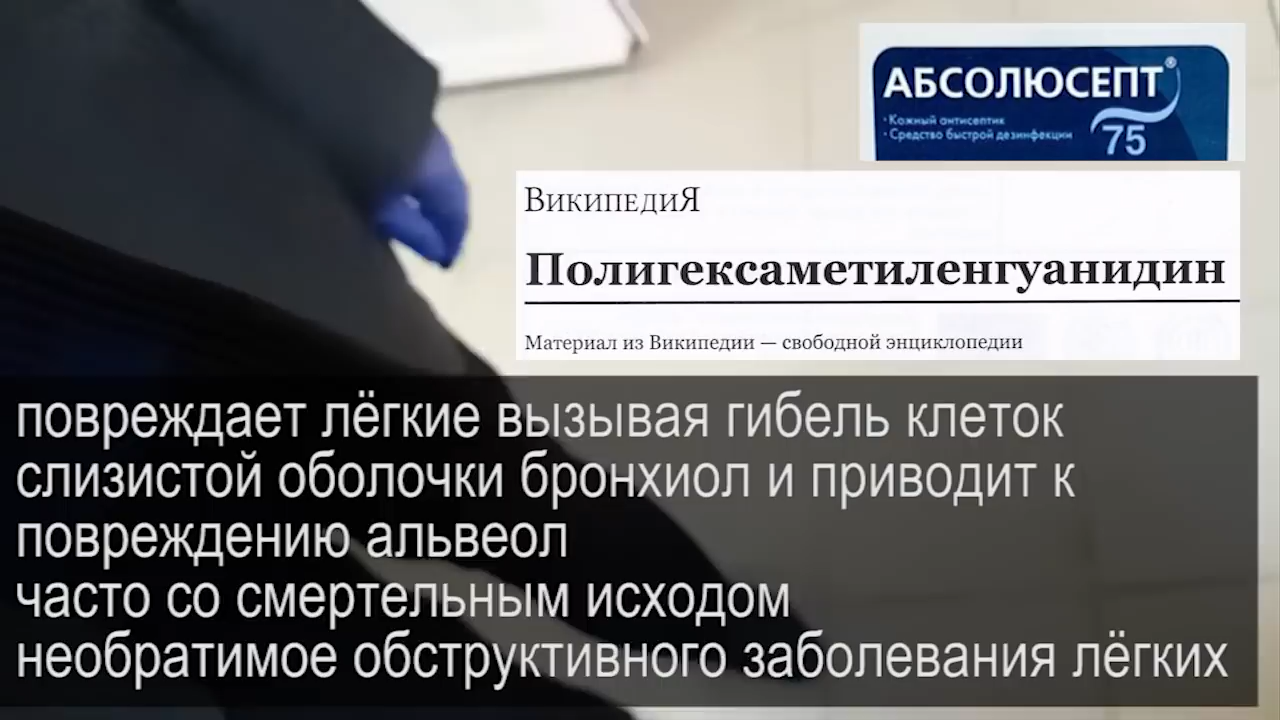 АБСОЛЮСЕПТ®
• Кожный антисептик
• Средство быстрой дезинфекции
75
ВИКИПЕДИЯ
Полигексаметиленгуанидин
Материал из Википедии — свободной энциклопедии
повреждает лёгкие вызывая гибель клеток
слизистой оболочки бронхиол и приводит к
повреждению альвеол
часто со смертельным исходом
необратимое обструктивного заболевания лёгких